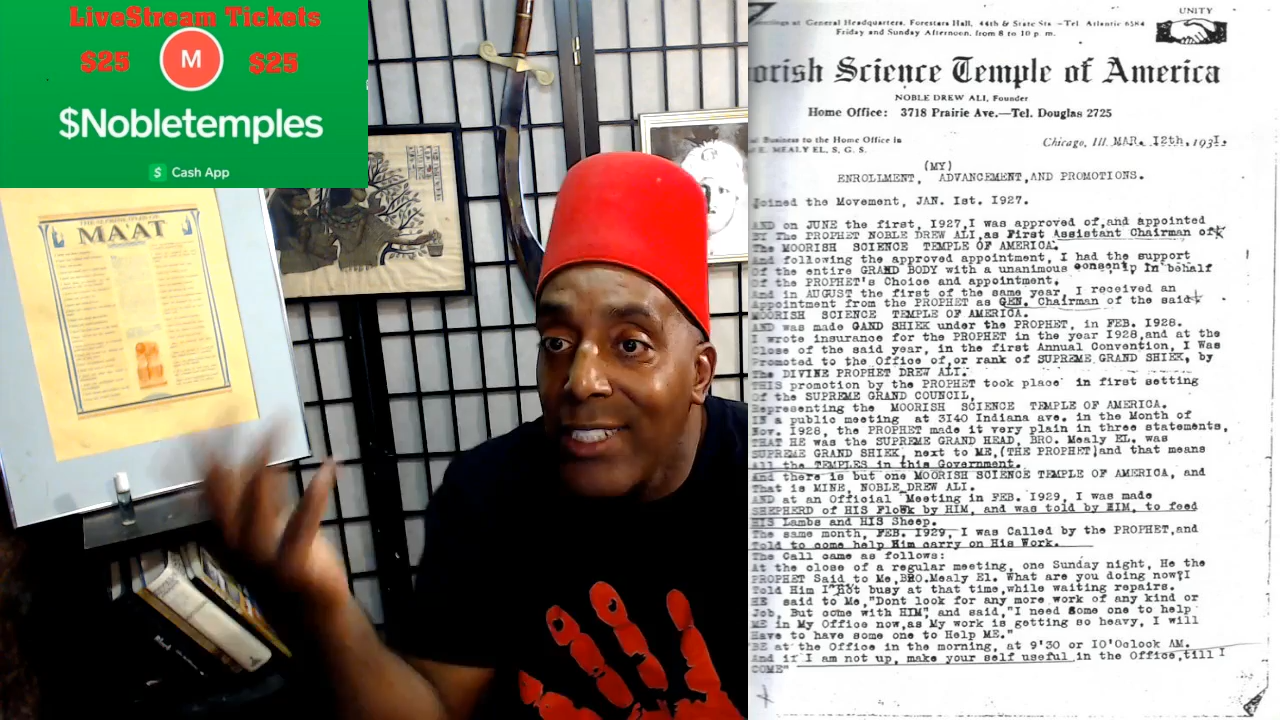 LiveStream Tickets
$25 M $25
$Nobletemples
$ Cash App
MAAT
UNITY
at General Headquarters, Foresters Hall, 44th & State Sts —Tel. Atlantic 6584
Friday and Sunday Afternoon, from 8 to 10 p. m.
oorish Science Temple of America
NOBLE DREW ALI, Founder
Home Office: 3718 Prairie Ave.—Tel. Douglas 2725
Business to the Home Office in
E. MEALY EL, S. G. S.
Chicago, Ill. MAR. 12th. 1931.
(MY)
ENROLLMENT, ADVANCEMENT,AND PROMOTIONS.
Joined the Movement, JAN. Ist. 1927.
AND on JUNE the first, 1927,I was approved of,and appointed
BY The PROPHET NOBLE DREW ALI,as First Assistant Chairman of
The MOORISH SCIENCE TEMPLE OF AMERICA.
And following the approved appointment, I had the support
Of the entire GRAND BODY with a unanimous In behalf
Of the PROPHET's Choice and appointment.
And in AUGUST the first of the same year, I received an
Appointment from the PROPHET as GEN. Chairman of the said
MOORISH SCIENCE TEMPLE OF AMERICA.
AND was made GAND SHIEK under the PROPHET, in FEB. 1928.
I wrote insurance for the PROPHET in the year 1928,and at the
Close of the said year, in the first Annual Convention, I was
Promoted to the Office of,or rank of SUPREME GRAND SHIEK, by
The DIVINE PROPHET DREW ALI.
THIS promotion by the PROPHET took place in first setting
Of the SUPREME GRAND COUNCIL,
Representing the MOORISH SCIENCE TEMPLE OF AMERICA.
IN a public meeting at 3140 Indiana ave. in the Month of
Nov. 1928, the PROPHET made it very plain in three statements,
THAT HE was the SUPREME GRAND HEAD, BRO. Mealy EL. was
SUPREME GRAND SHIEK, next to ME,(THE PROPHET)and that means
All the TEMPLES in this Government.
And there is but one MOORISH SCIENCE TEMPLE OF AMERICA, and
That is MINE, NOBLE DREW ALI.
AND at an Official Meeting in FEB. 1929, I was made
SHEPHERD of HIS Flock by HIM, and was told by HIM, to feed
HIS Lambs and HIS Sheep.
The same month, FEB. 1929, I was Called by the PROPHET,and
Told to come help Him carry on His Work.
The Call came as follows:
At the close of a regular meeting, one Sunday night, He the
PROPHET Said to Me,BRO.Mealy El. What are you doing now?I
Told Him I not busy at that time,while waiting repairs.
HE said to Me,"Dont look for any more work of any kind or
Job, But come with HIM", and said,"I need some one to help
ME in My Office now,as My work is getting so heavy, I will
Have to have some one to Help ME."
BE at the Office in the morning, at 9'30 or IO'Oclock AM.
And if I am not up, make your self useful in the Office,till I
COME"